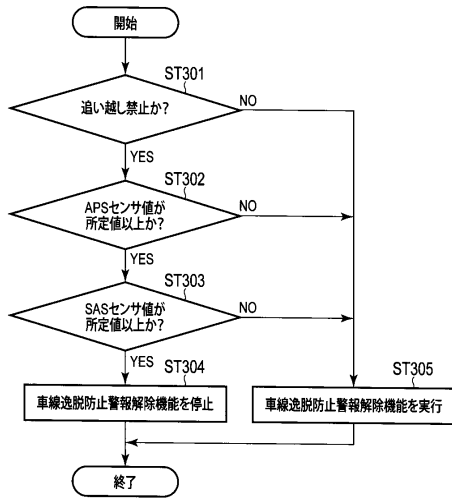 開始
ST301
追い越し禁止か?
NO
YES
ST302
APSセンサ値が
所定値以上か?
NO
YES
ST303
SASセンサ値が
所定値以上か?
NO
YES
ST304
車線逸脱防止警報解除機能を停止
ST305
車線逸脱防止警報解除機能を実行
終了